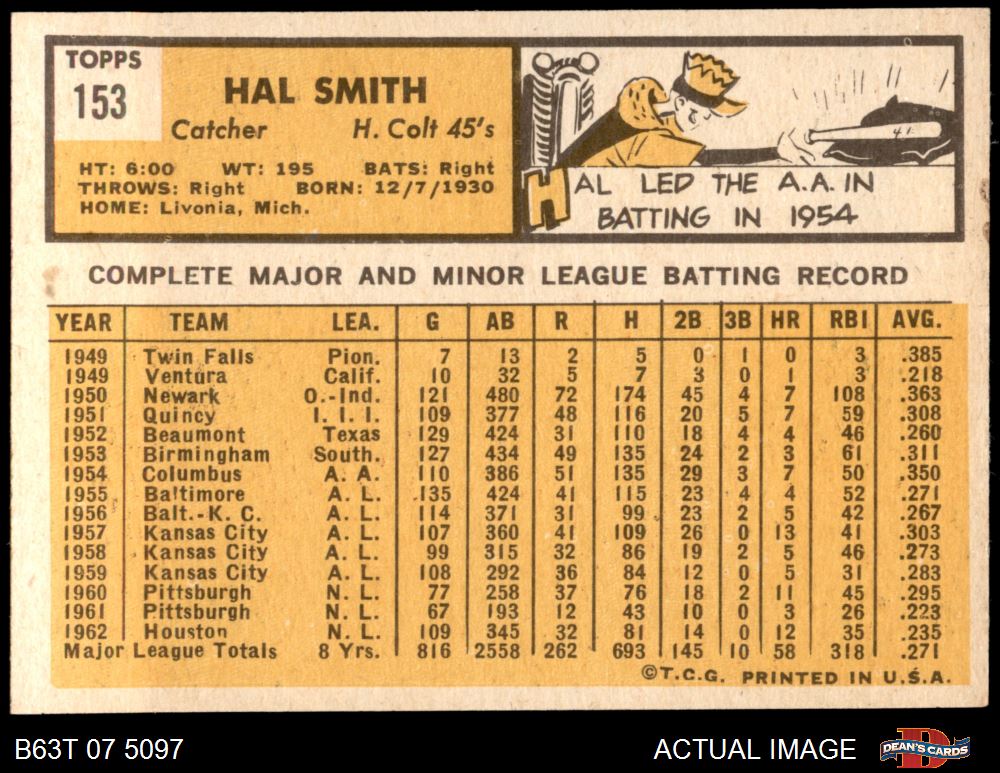 TOPPS
153
HAL SMITH
Catcher H. Colt 45's
HT: 6:00 WT: 195 BATS: Right
THROWS: Right BORN: 12/7/1930
HOME: Livonia, Mich.
HAL LED THE A.A. IN
BATTING IN 1954
COMPLETE MAJOR AND MINOR LEAGUE BATTING RECORD
YEAR TEAM LEA. G AB R H 2B 3B HR RBI AVG.
1949 Twin Falls Pion. 7 13 2 5 0 1 0 3 .385
1949 Ventura Calif. 10 32 5 7 3 0 1 3 .218
1950 Newark O.-Ind. 121 480 72 174 45 4 7 108 .363
1951 Quincy I. I. I. 109 377 48 116 20 5 7 59 .308
1952 Beaumont Texas 129 424 31 110 18 4 4 46 .260
1953 Birmingham South. 127 434 49 135 24 2 3 61 .311
1954 Columbus A. A. 110 386 51 135 29 3 7 50 .350
1955 Baltimore A. L. 135 424 41 115 23 4 4 52 .271
1956 Balt.-K. C. A. L. 114 371 31 99 23 2 5 42 .267
1957 Kansas City A. L. 107 360 41 109 26 0 13 41 .303
1958 Kansas City A. L. 99 315 32 86 19 2 5 46 .273
1959 Kansas City A. L. 108 292 36 84 12 0 5 31 .283
1960 Pittsburgh N. L. 77 258 37 76 18 2 11 45 .295
1961 Pittsburgh N. L. 67 193 12 43 10 0 3 26 .223
1962 Houston N. L. 109 345 32 81 14 0 12 35 .235
Major League Totals 8 Yrs. 816 2558 262 693 145 10 58 318 .271
©T.C.G. PRINTED IN U.S.A.
B63T 07 5097 ACTUAL IMAGE DEAN'S CARDS